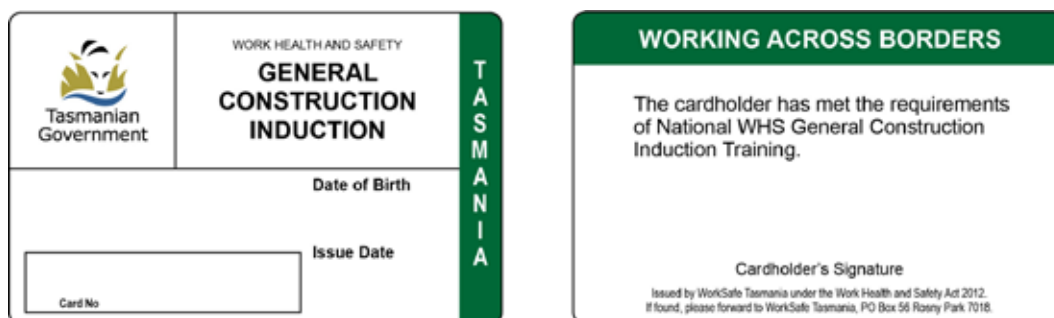 Tasmanian
Government
WORK HEALTH AND SAFETY
GENERAL
CONSTRUCTION
INDUCTION
Date of Birth
Issue Date
Card No
TASMANIA
WORKING ACROSS BORDERS
The cardholder has met the requirements
of National WHS General Construction
Induction Training.
Cardholder's Signature
Issued by WorkSafe Tasmania under the Work Health and Safety Act 2012.
If found, please forward to WorkSafe Tasmania, PO Box 56 Rosny Park 7018.